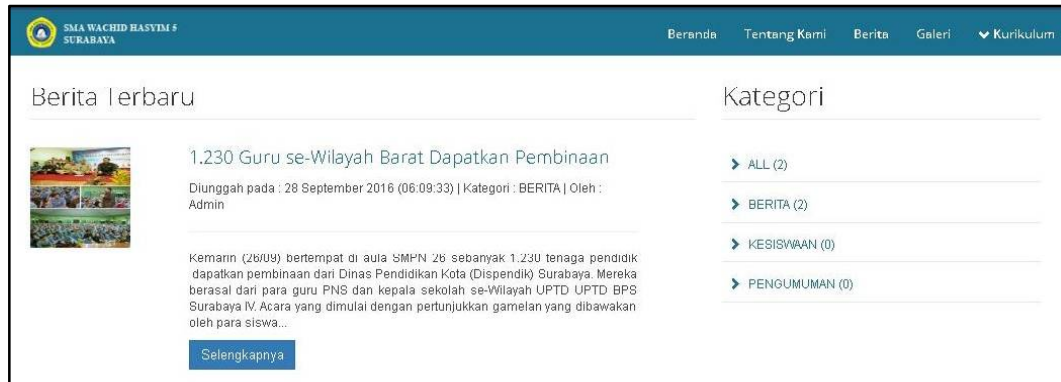 SMA WACHID HASYIM 5
SURABAYA
Beranda Tentang Kami Berita Galeri Kurikulum
Berita Terbaru
1.230 Guru se-Wilayah Barat Dapatkan Pembinaan
Diunggah pada : 28 September 2016 (06:09:33) | Kategori : BERITA | Oleh :
Admin
Kemarin (26/09) bertempat di aula SMPN 26 sebanyak 1.230 tenaga pendidik
dapatkan pembinaan dari Dinas Pendidikan Kota (Dispendik) Surabaya. Mereka
berasal dari para guru PNS dan kepala sekolah se-Wilayah UPTD UPTD BPS
Surabaya IV. Acara yang dimulai dengan pertunjukkan gamelan yang dibawakan
oleh para siswa...
Selengkapnya
Kategori
ALL (2)
BERITA (2)
KESISWAAN (0)
PENGUMUMAN (0)